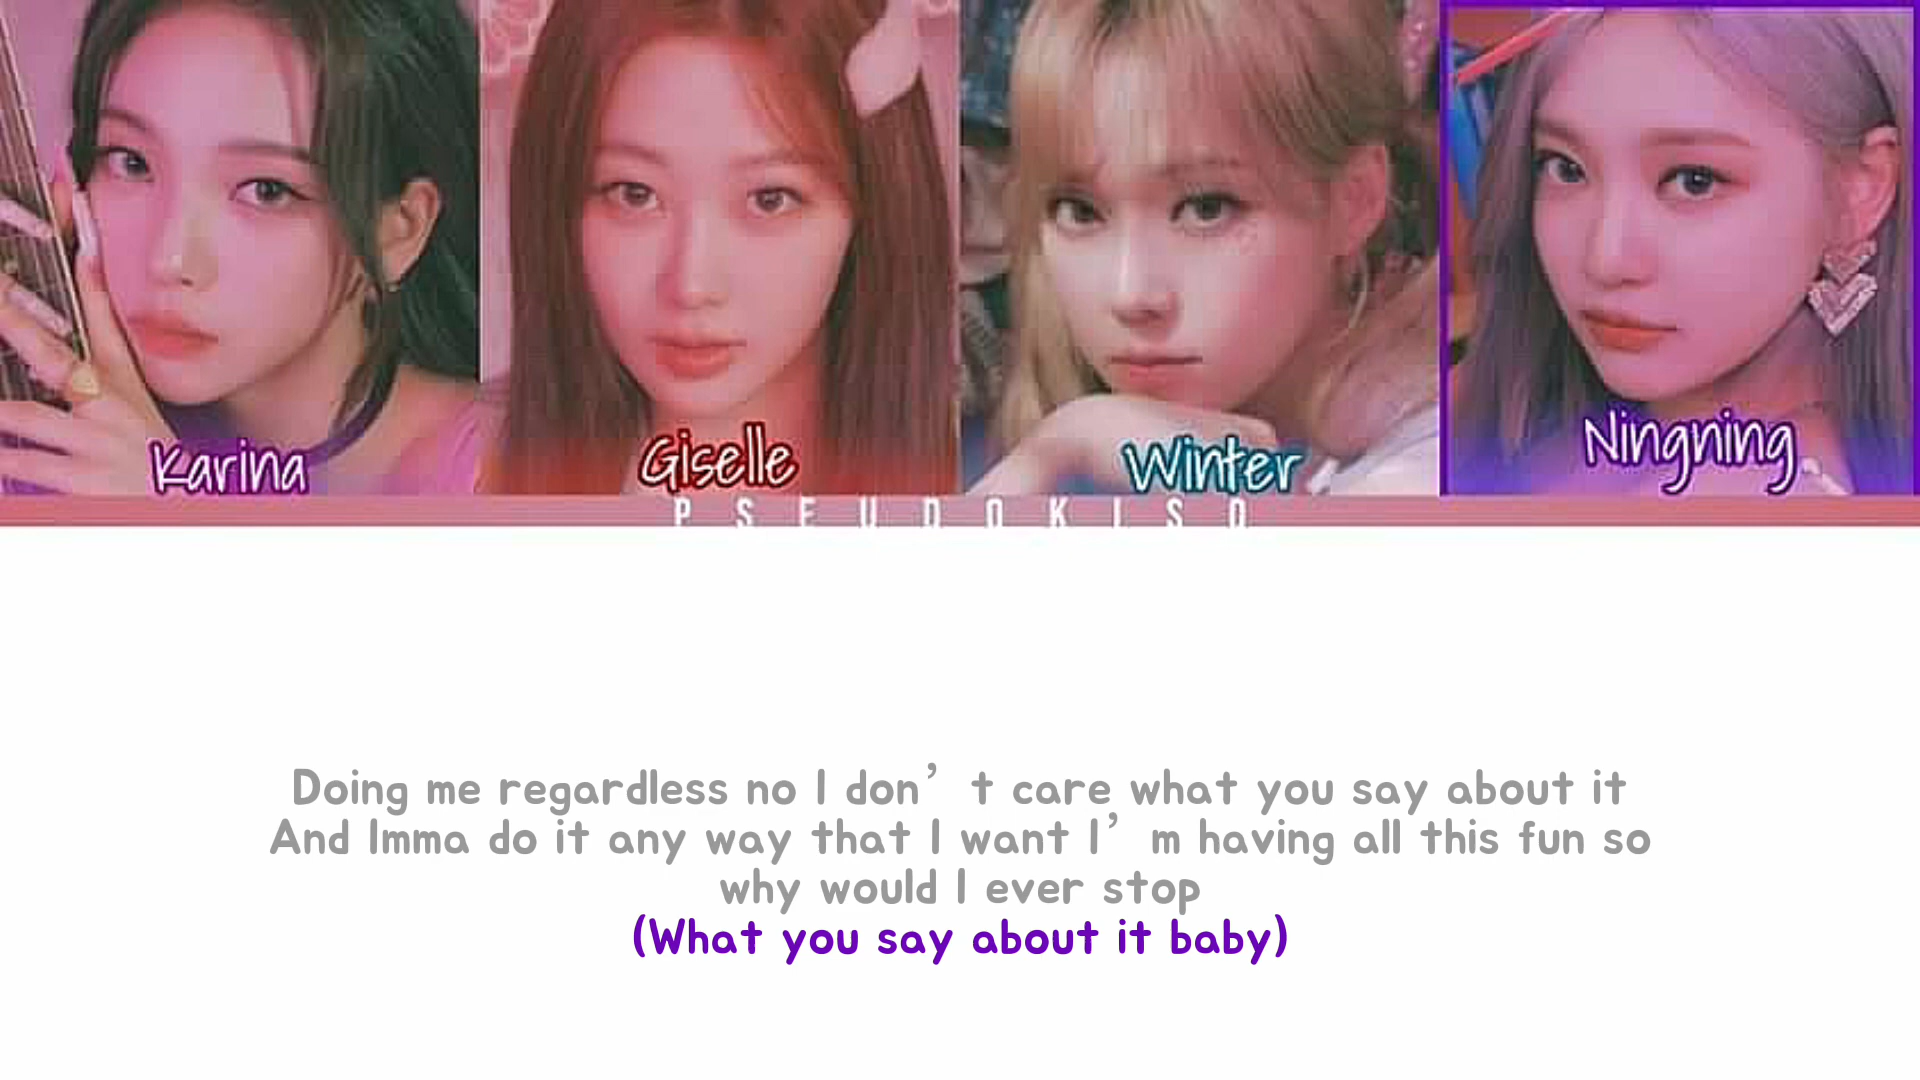 Karina
Giselle
Winter
Ningning
PSEUDOKISO
Doing me regardless no I don’t care what you say about it
And Imma do it any way that I want I’m having all this fun so
why would I ever stop
(What you say about it baby)